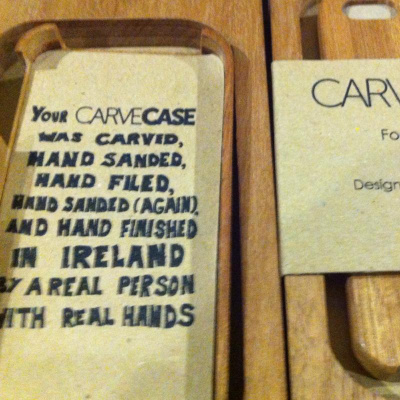 Your CARVECASE
WAS CARVED,
HAND SANDED,
HAND FILED,
HAND SANDED (AGAIN),
AND HAND FINISHED
IN IRELAND
BY A REAL PERSON
WITH REAL HANDS
CARV
Fo
Design